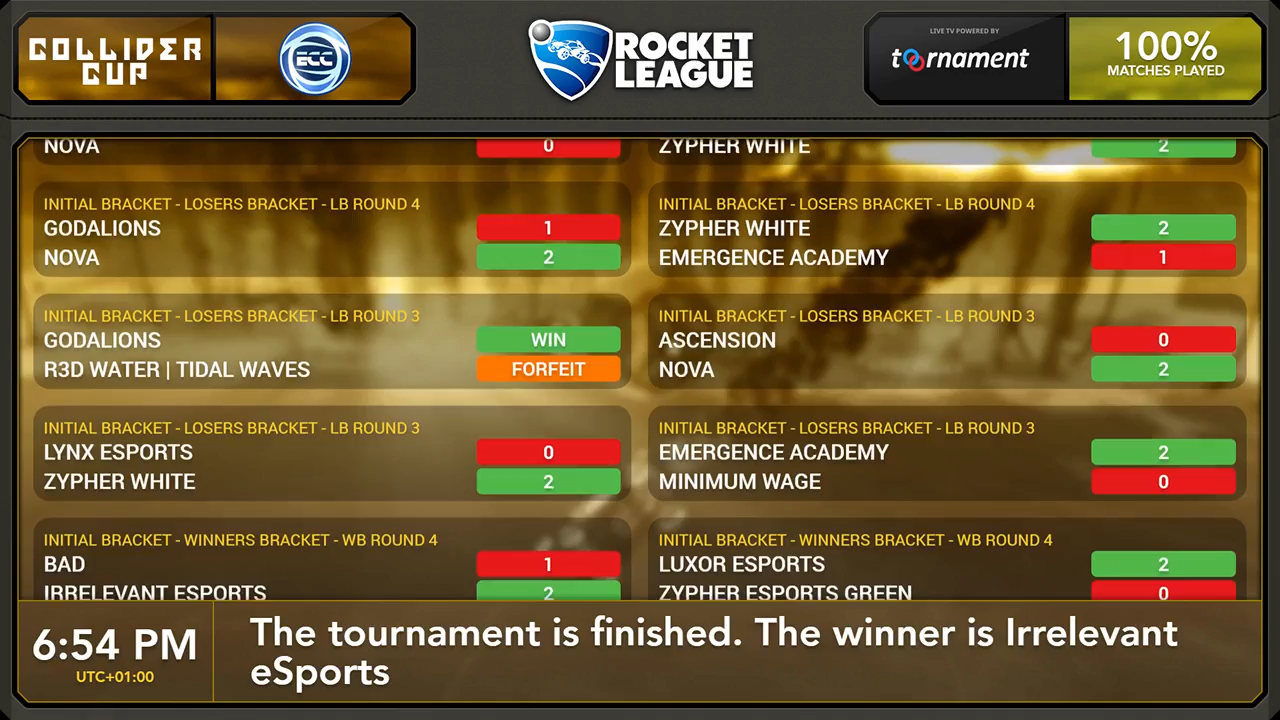 COLLIDER
CUP
ECC
ROCKET
LEAGUE
LIVE TV POWERED BY
toornament
100%
MATCHES PLAYED
NOVA 0
ZYPHER WHITE 2
INITIAL BRACKET - LOSERS BRACKET - LB ROUND 4
GODALIONS 1
NOVA 2
INITIAL BRACKET - LOSERS BRACKET - LB ROUND 4
ZYPHER WHITE 2
EMERGENCE ACADEMY 1
INITIAL BRACKET - LOSERS BRACKET - LB ROUND 3
GODALIONS WIN
R3D WATER | TIDAL WAVES FORFEIT
INITIAL BRACKET - LOSERS BRACKET - LB ROUND 3
ASCENSION 0
NOVA 2
INITIAL BRACKET - LOSERS BRACKET - LB ROUND 3
LYNX ESPORTS 0
ZYPHER WHITE 2
INITIAL BRACKET - LOSERS BRACKET - LB ROUND 3
EMERGENCE ACADEMY 2
MINIMUM WAGE 0
INITIAL BRACKET - WINNERS BRACKET - WB ROUND 4
BAD 1
IRRELEVANT ESPORTS 2
INITIAL BRACKET - WINNERS BRACKET - WB ROUND 4
LUXOR ESPORTS 2
ZYPHER ESPORTS GREEN 0
6:54 PM
UTC+01:00
The tournament is finished. The winner is Irrelevant
eSports